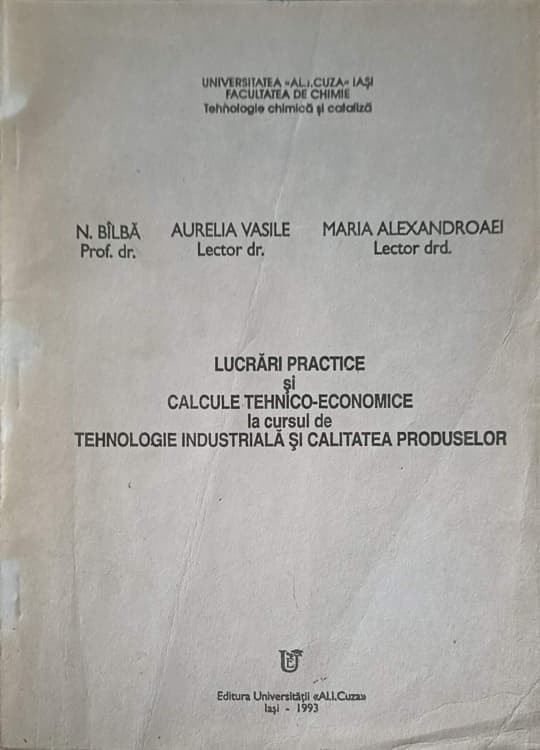 UNIVERSITATEA «AL.I.CUZA» IAŞI
FACULTATEA DE CHIMIE
Tehnologie chimică şi cataliză
N. BÎLBĂ AURELIA VASILE MARIA ALEXANDROAEI
Prof. dr. Lector dr. Lector drd.
LUCRĂRI PRACTICE
şi
CALCULE TEHNICO-ECONOMICE
la cursul de
TEHNOLOGIE INDUSTRIALĂ ŞI CALITATEA PRODUSELOR
Editura Universităţii «Al.I.Cuza»
Iaşi - 1993